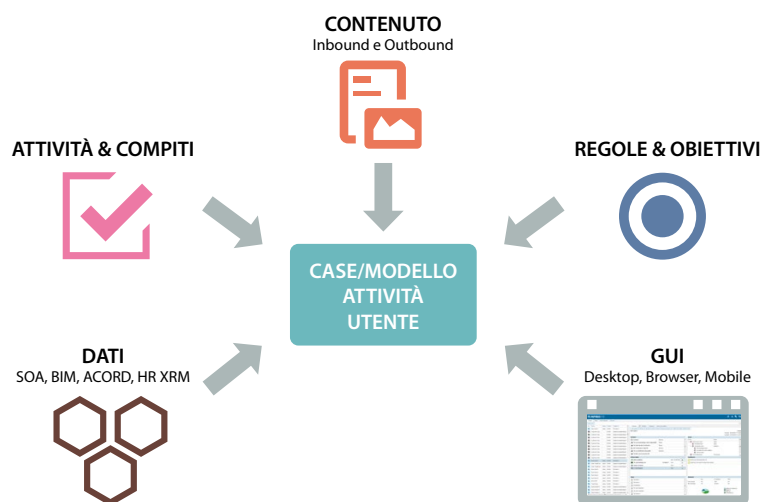 CONTENUTO
Inbound e Outbound
ATTIVITÀ & COMPITI
REGOLE & OBIETTIVI
CASE/MODELLO
ATTIVITÀ
UTENTE
DATI
SOA, BIM, ACORD, HR XRM
GUI
Desktop, Browser, Mobile